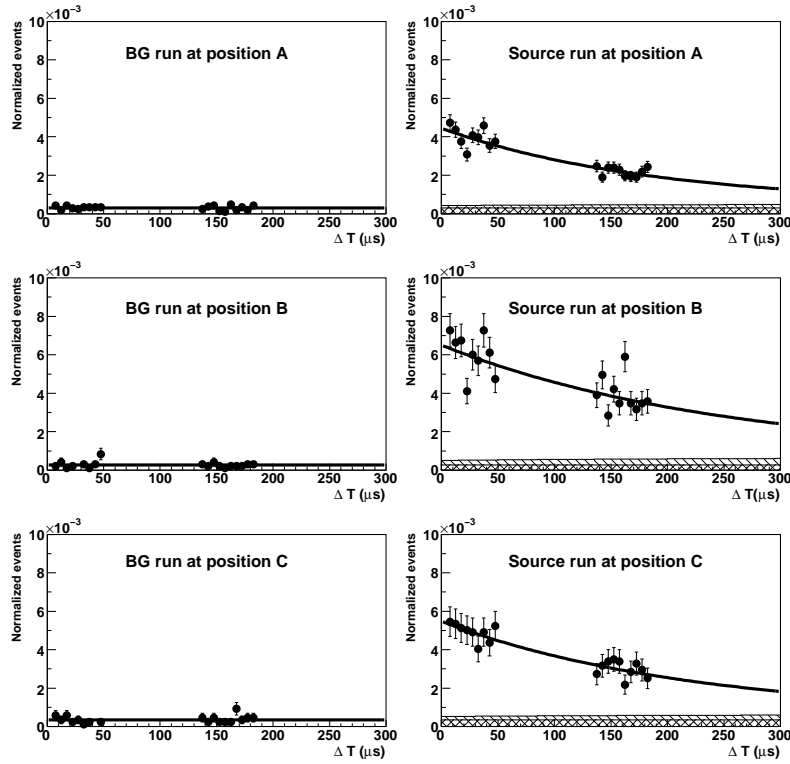 ×10⁻³
BG run at position A
Normalized events
10
8
6
4
2
0
0 50 100 150 200 250 300
Δ T (μs)
×10⁻³
Source run at position A
Normalized events
10
8
6
4
2
0
0 50 100 150 200 250 300
Δ T (μs)
×10⁻³
BG run at position B
Normalized events
10
8
6
4
2
0
0 50 100 150 200 250 300
Δ T (μs)
×10⁻³
Source run at position B
Normalized events
10
8
6
4
2
0
0 50 100 150 200 250 300
Δ T(μs)
×10⁻³
BG run at position C
Normalized events
10
8
6
4
2
0
0 50 100 150 200 250 300
Δ T (μs)
×10⁻³
Source run at position C
Normalized events
10
8
6
4
2
0
0 50 100 150 200 250 300
Δ T (μs)